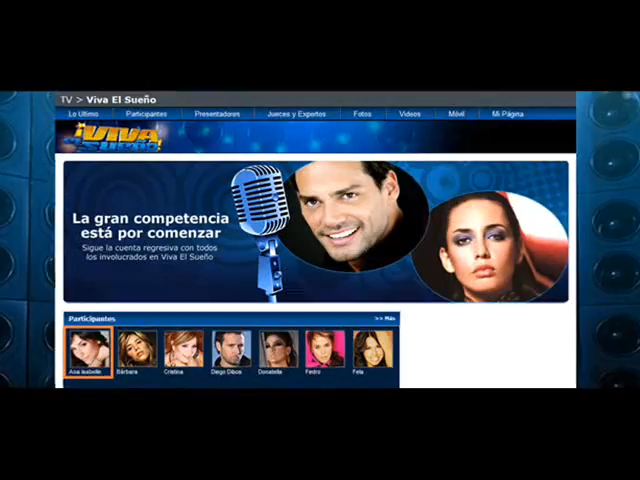 TV > Viva El Sueño
Lo Ultimo Participantes Presentadores Jueces y Expertos Fotos Videos Móvil Mi Página
¡VIVA
EL SUEÑO!
La gran competencia
está por comenzar
Sigue la cuenta regresiva con todos
los involucrados en Viva El Sueño
Participantes >> Más
Ana Isabelle Bárbara Cristina Diego Dibos Donatella Fedro Fela